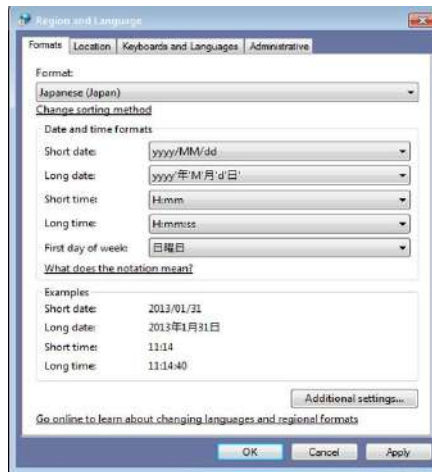 Region and Language
Formats Location Keyboards and Languages Administrative
Format:
Japanese (Japan)
Change sorting method
Date and time formats
Short date: yyyy/MM/dd
Long date: yyyy'年'M'月'd'日'
Short time: H:mm
Long time: H:mm:ss
First day of week: 日曜日
What does the notation mean?
Examples
Short date: 2013/01/31
Long date: 2013年1月31日
Short time: 11:14
Long time: 11:14:40
Additional settings...
Go online to learn about changing languages and regional formats
OK Cancel Apply